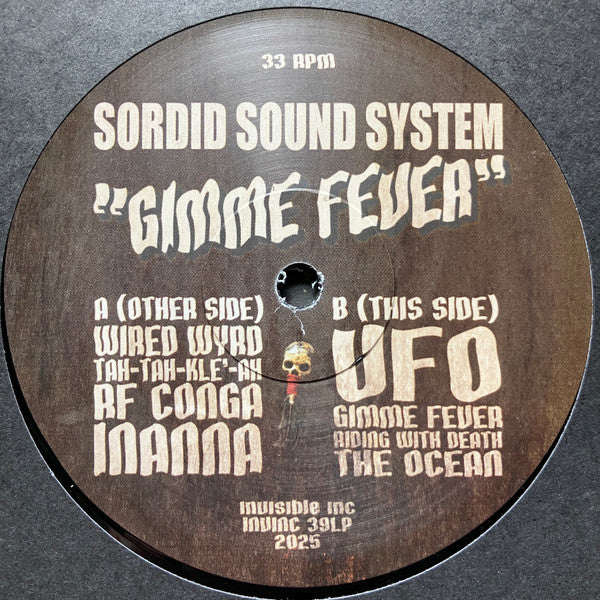 33 RPM
SORDID SOUND SYSTEM
"GIMME FEVER"
A (OTHER SIDE)
WIRED WYRD
TAH-TAH-KLE'-AH
RF CONGA
INANNA
B (THIS SIDE)
UFO
GIMME FEVER
RIDING WITH DEATH
THE OCEAN
Invisible Inc
INVINC 39LP
2025